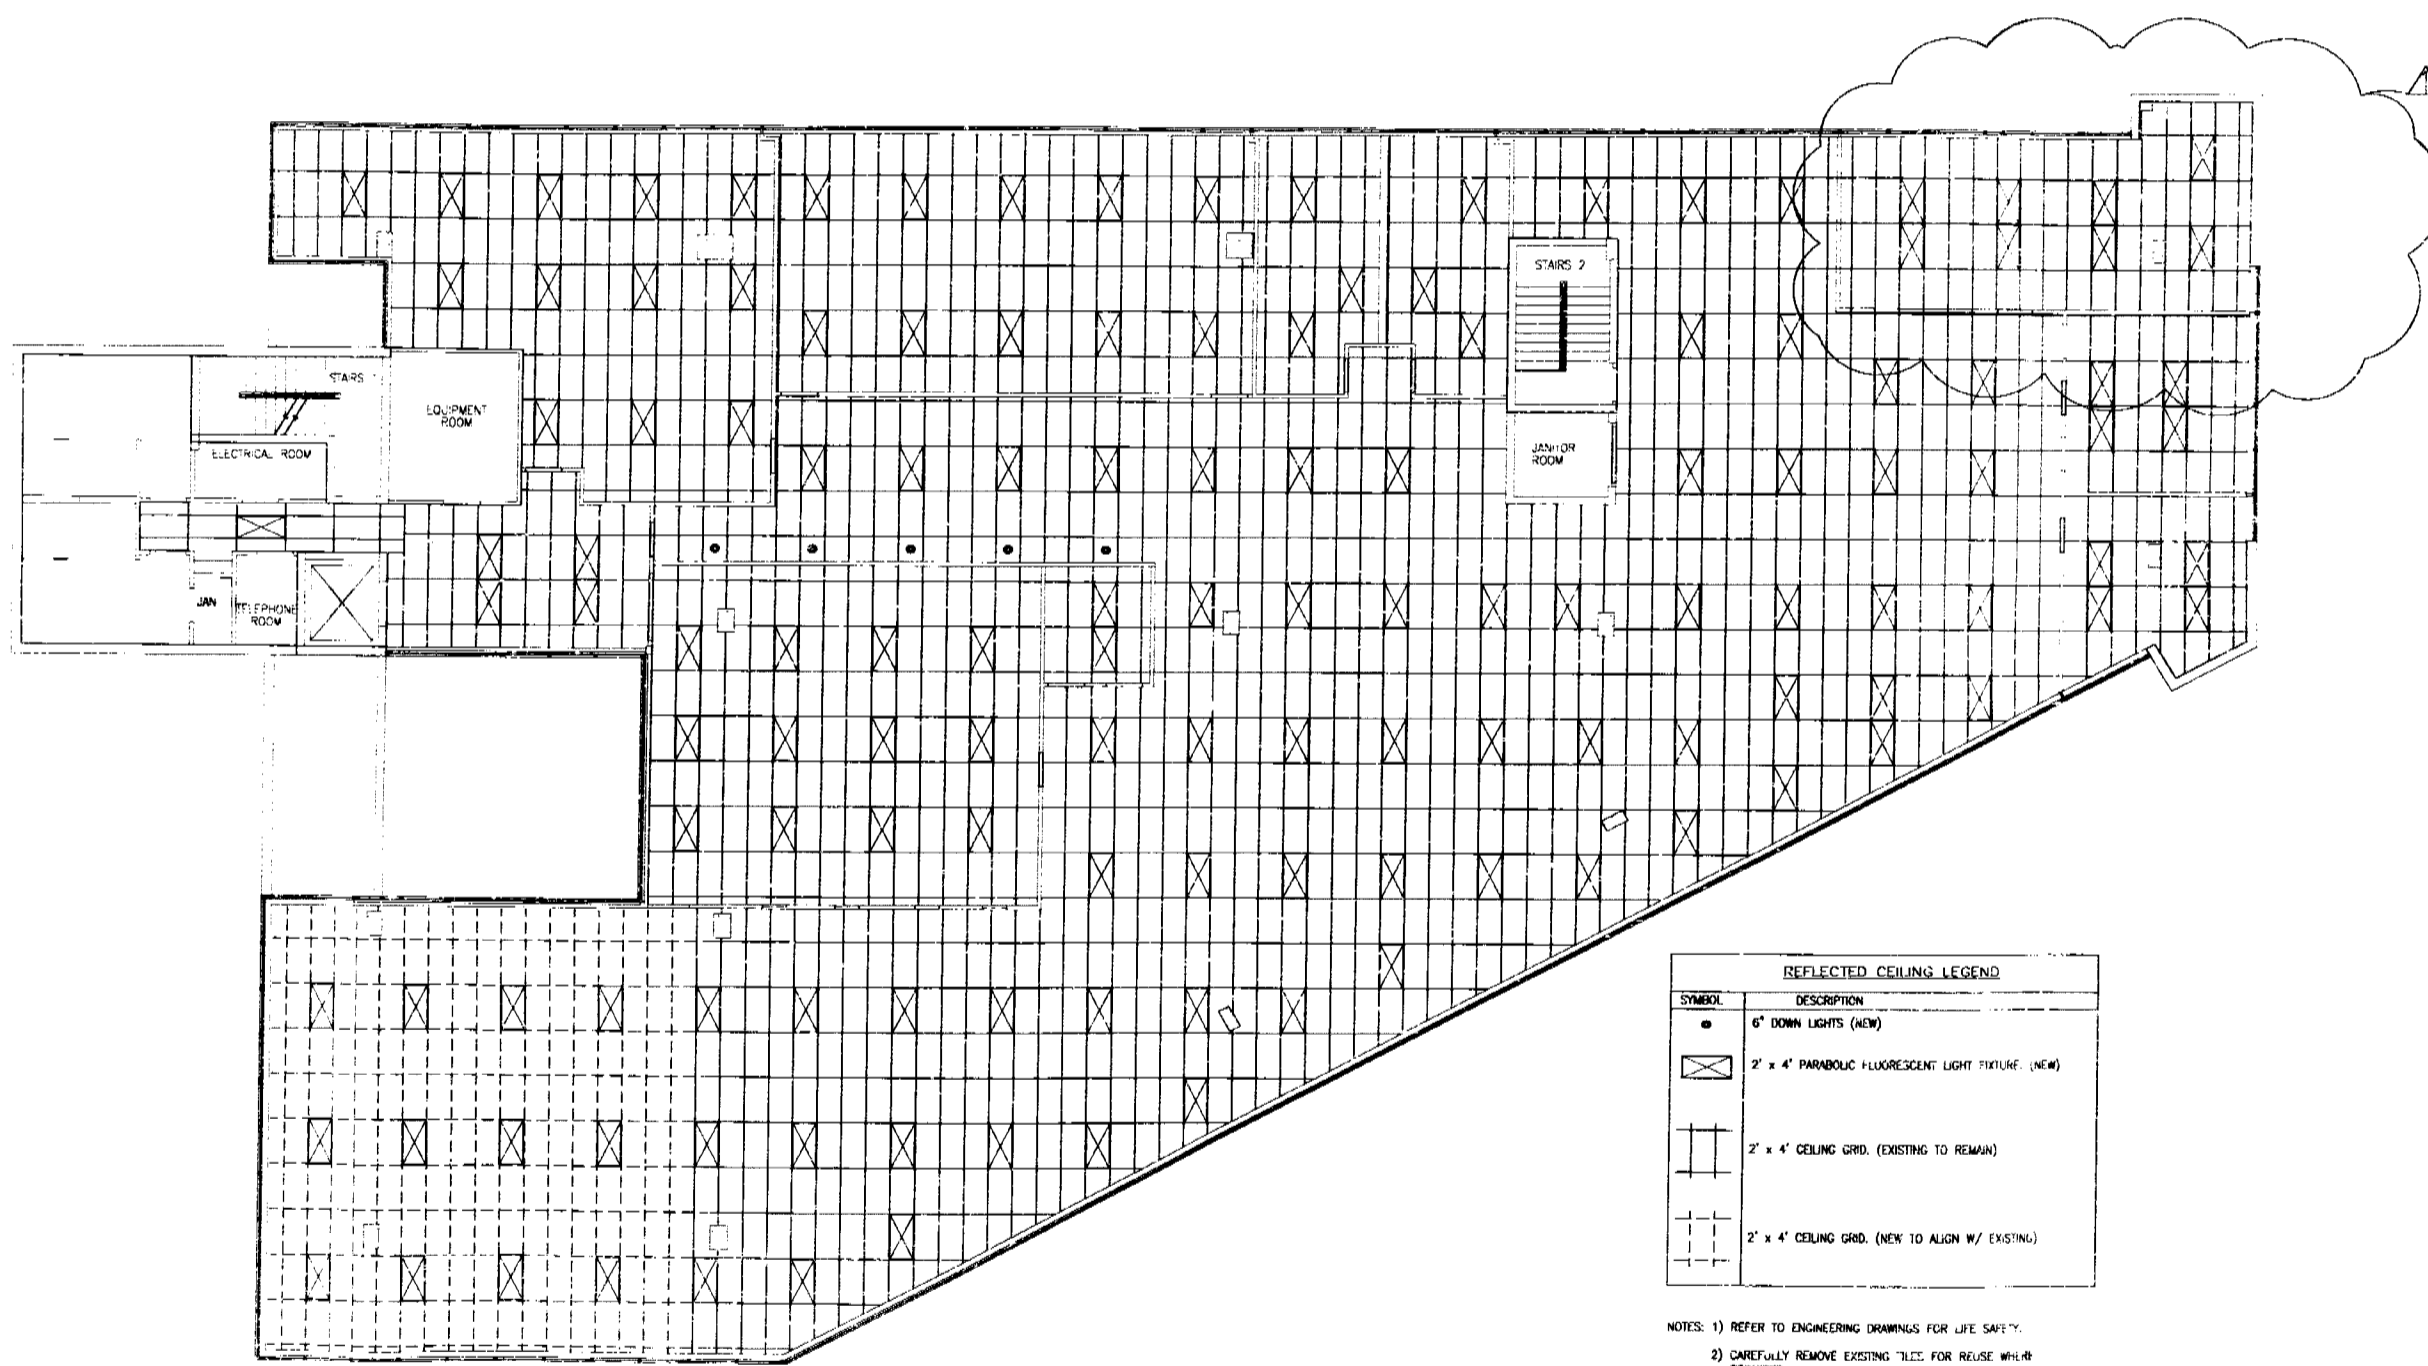 STAIRS 2
STAIRS
EQUIPMENT
ROOM
ELECTRICAL ROOM
JANITOR
ROOM
JAN
TELEPHONE
ROOM
REFLECTED CEILING LEGEND
SYMBOL DESCRIPTION
6" DOWN LIGHTS (NEW)
2' x 4' PARABOLIC FLUORESCENT LIGHT FIXTURE. (NEW)
2' x 4' CEILING GRID. (EXISTING TO REMAIN)
2' x 4' CEILING GRID. (NEW TO ALIGN W/ EXISTING)
NOTES: 1) REFER TO ENGINEERING DRAWINGS FOR LIFE SAFETY.
2) CAREFULLY REMOVE EXISTING TILES FOR REUSE WHERE